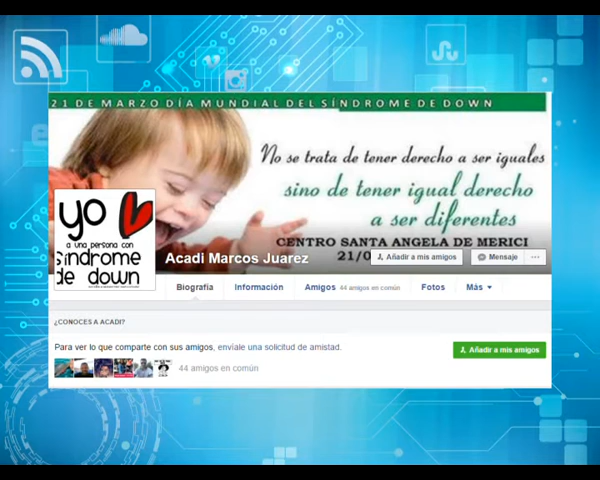 21 DE MARZO DÍA MUNDIAL DEL SÍNDROME DE DOWN
No se trata de tener derecho a ser iguales
sino de tener igual derecho
a ser diferentes
CENTRO SANTA ANGELA DE MERICI
21/0
yo
a una persona con
síndrome
de down
Acadi Marcos Juarez
Añadir a mis amigos
Mensaje
···
Biografía
Información
Amigos 44 amigos en común
Fotos
Más
¿CONOCES A ACADI?
Para ver lo que comparte con sus amigos, envíale una solicitud de amistad.
Añadir a mis amigos
44 amigos en común